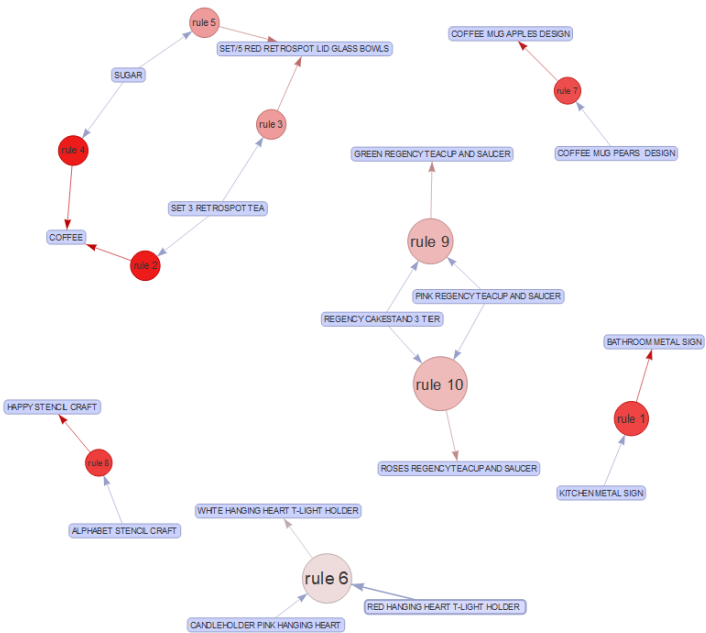 rule 5
COFFEE MUG APPLES DESIGN
SET/5 RED RETROSPOT LID GLASS BOWLS
SUGAR
rule 7
rule 3
rule 4
GREEN REGENCY TEACUP AND SAUCER
COFFEE MUG PEARS DESIGN
SET 3 RETROSPOT TEA
COFFEE
rule 9
rule 2
PINK REGENCY TEACUP AND SAUCER
REGENCY CAKESTAND 3 TIER
BATHROOM METAL SIGN
rule 10
HAPPY STENCIL CRAFT
rule 1
rule 8
ROSES REGENCY TEACUP AND SAUCER
KITCHEN METAL SIGN
WHITE HANGING HEART T-LIGHT HOLDER
ALPHABET STENCIL CRAFT
rule 6
RED HANGING HEART T-LIGHT HOLDER
CANDLEHOLDER PINK HANGING HEART